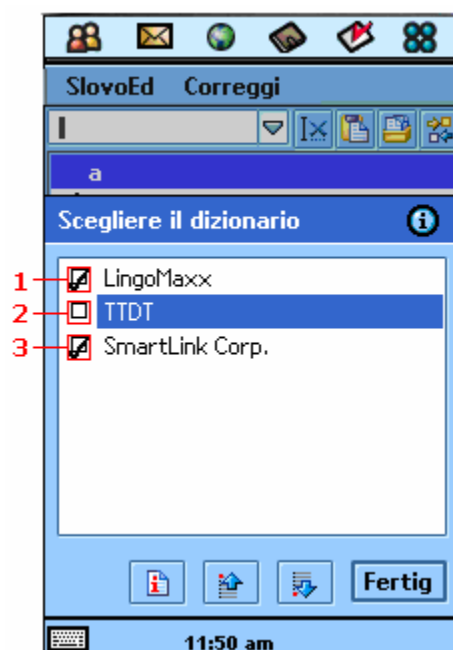 SlovoEd Correggi
a
Scegliere il dizionario
1 LingoMaxx
2 TTDT
3 SmartLink Corp.
Fertig
11:50 am